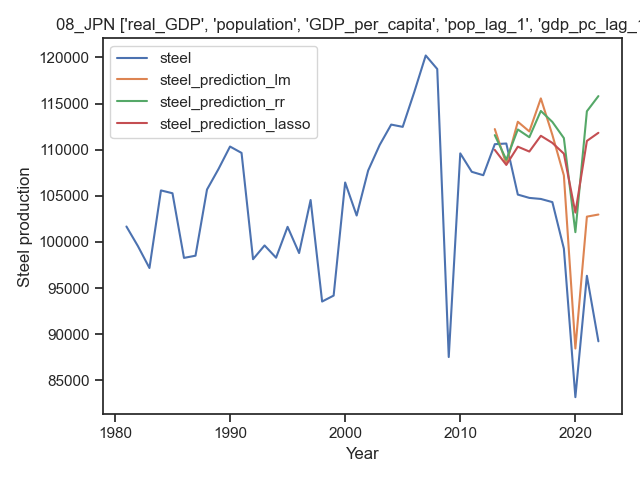 08_JPN ['real_GDP', 'population', 'GDP_per_capita', 'pop_lag_1', 'gdp_pc_lag_1
steel
steel_prediction_lm
steel_prediction_rr
steel_prediction_lasso
Steel production
120000
115000
110000
105000
100000
95000
90000
85000
1980
1990
2000
2010
2020
Year